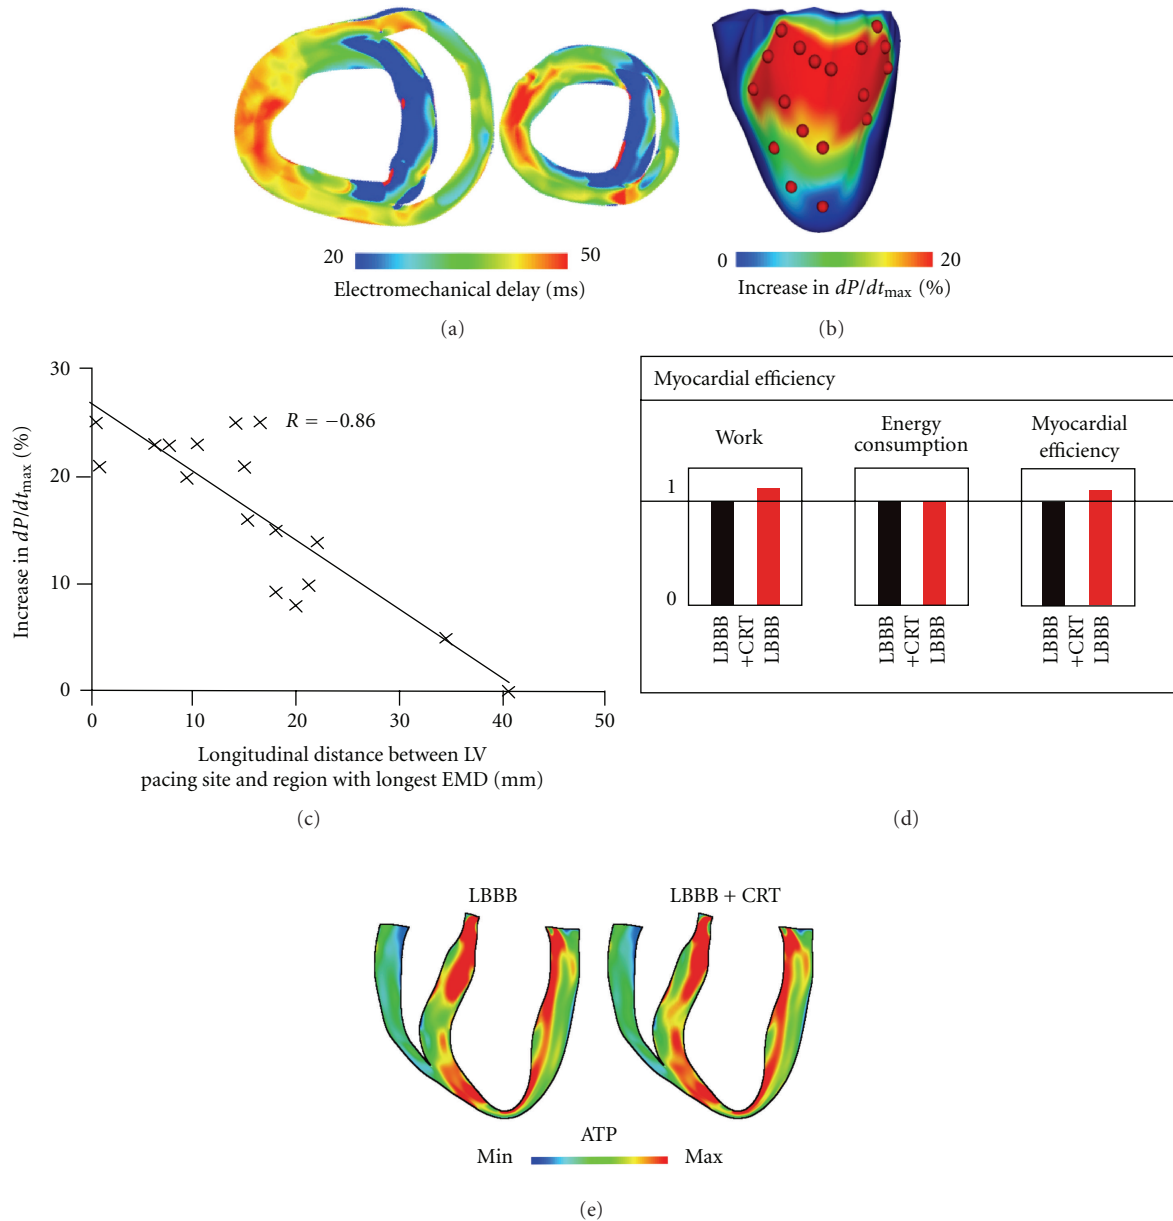 20
50
Electromechanical delay (ms)
(a)
0
20
Increase in dP/dtmax (%)
(b)
30
20
10
0
Increase in dP/dtmax (%)
R = −0.86
0 10 20 30 40 50
Longitudinal distance between LV
pacing site and region with longest EMD (mm)
(c)
Myocardial efficiency
Work
Energy
consumption
Myocardial
efficiency
1
0
LBBB
+CRT
LBBB
LBBB
+CRT
LBBB
LBBB
+CRT
LBBB
(d)
LBBB
LBBB + CRT
ATP
Min
Max
(e)